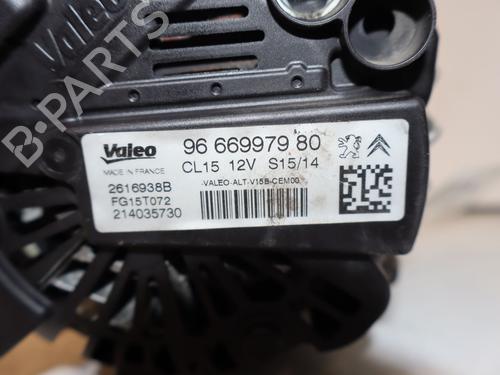 Valeo
B-Parts
Valeo
MADE IN FRANCE
96 669979 80
CL15 12V S15/14
VALEO-ALT-V15B-CEM00
2616938B
FG15T072
214035730